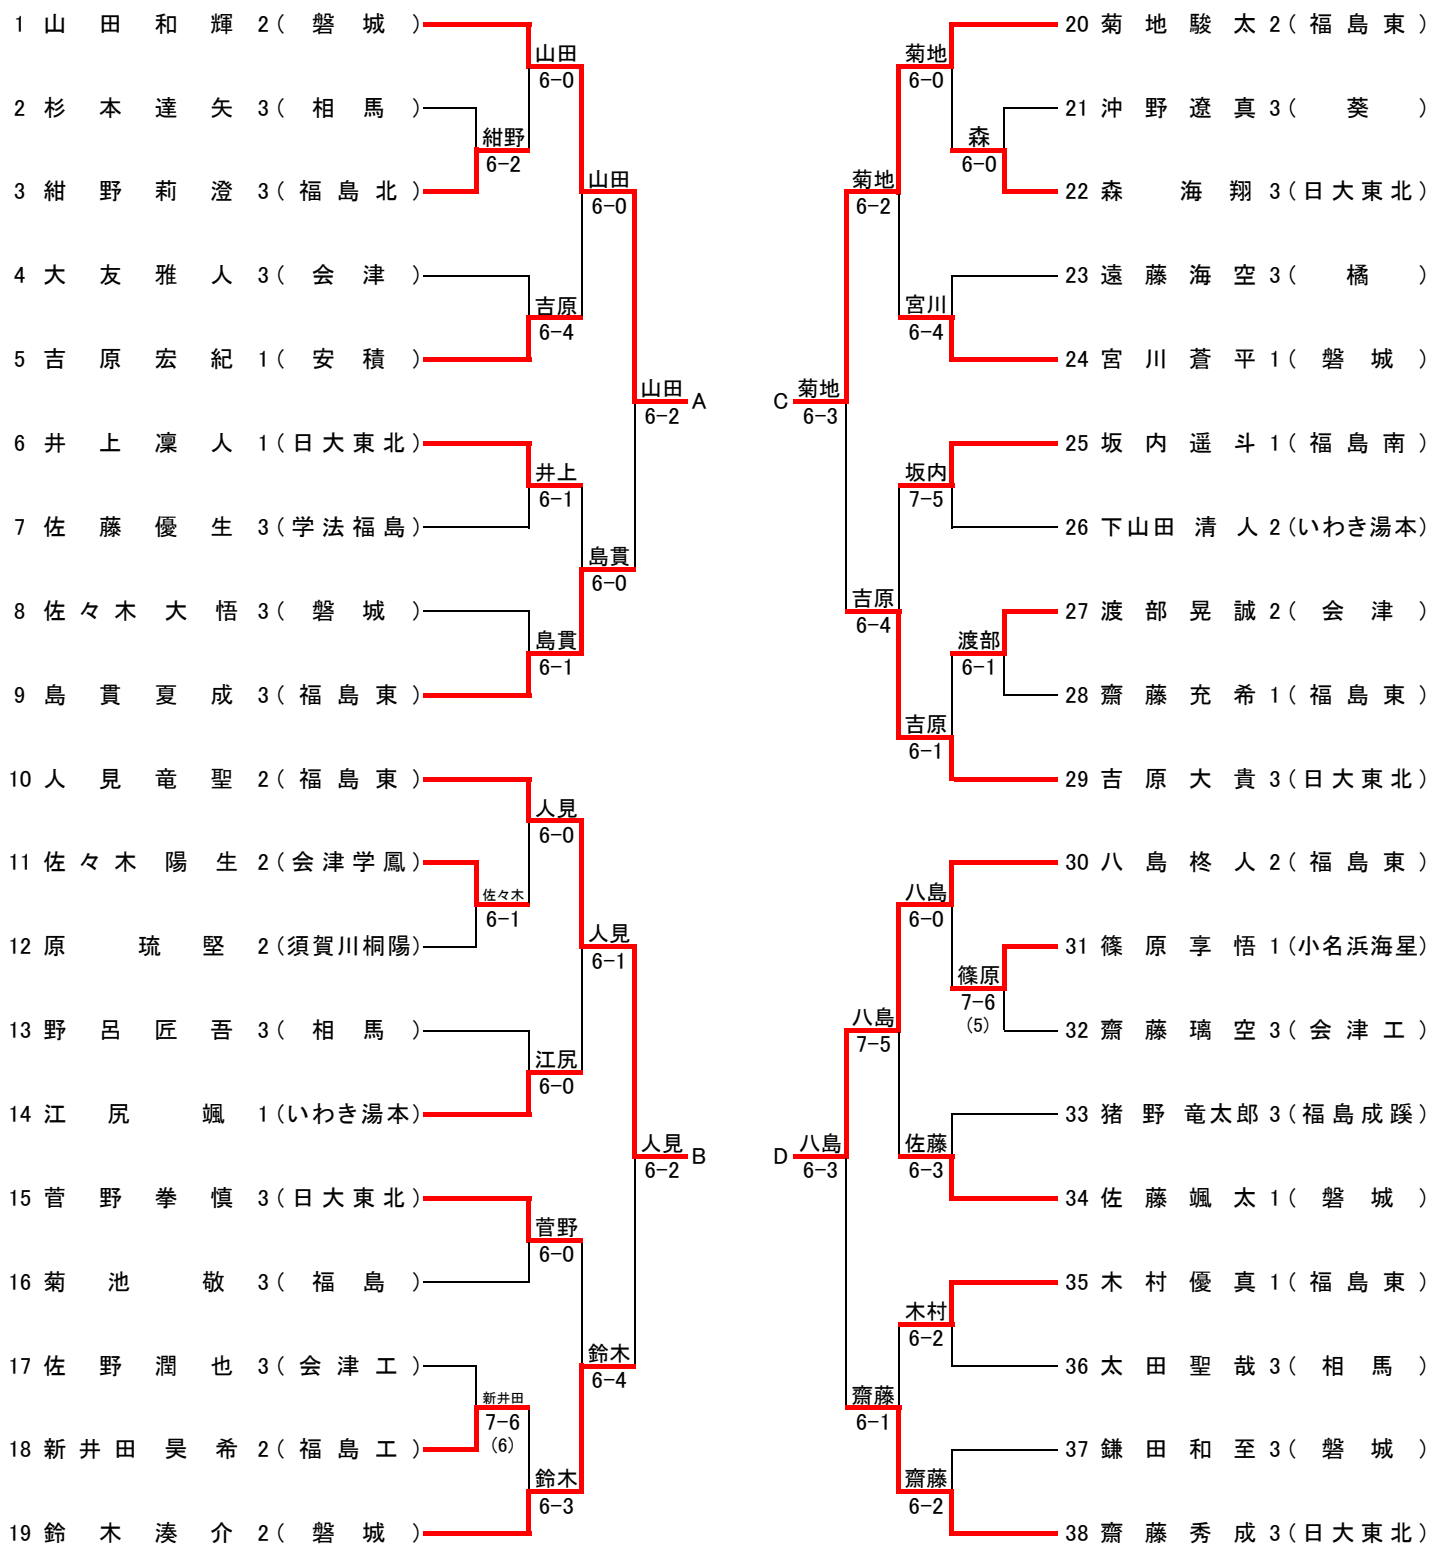 1 山田和輝 2(磐城)
山田
6-0
2 杉本達矢 3(相馬)
紺野
6-2
3 紺野莉澄 3(福島北)
山田
6-0
4 大友雅人 3(会津)
吉原
6-4
5 吉原宏紀 1(安積)
山田
6-2
A
6 井上凜人 1(日大東北)
井上
6-1
7 佐藤優生 3(学法福島)
島貫
6-0
8 佐々木大悟 3(磐城)
島貫
6-1
9 島貫夏成 3(福島東)
10 人見竜聖 2(福島東)
人見
6-0
11 佐々木陽生 2(会津学鳳)
佐々木
6-1
12 原琉堅 2(須賀川桐陽)
人見
6-1
13 野呂匠吾 3(相馬)
江尻
6-0
14 江尻颯 1(いわき湯本)
人見
6-2
B
15 菅野拳慎 3(日大東北)
菅野
6-0
16 菊池敬 3(福島)
鈴木
6-4
17 佐野潤也 3(会津工)
新井田
7-6
(6)
18 新井田昊希 2(福島工)
鈴木
6-3
19 鈴木湊介 2(磐城)
20 菊地駿太 2(福島東)
菊地
6-0
21 沖野遼真 3(葵)
森
6-0
22 森海翔 3(日大東北)
菊地
6-2
23 遠藤海空 3(橘)
宮川
6-4
24 宮川蒼平 1(磐城)
C
菊地
6-3
25 坂内遥斗 1(福島南)
坂内
7-5
26 下山田清人 2(いわき湯本)
吉原
6-4
27 渡部晃誠 2(会津)
渡部
6-1
28 齋藤充希 1(福島東)
吉原
6-1
29 吉原大貴 3(日大東北)
30 八島柊人 2(福島東)
八島
6-0
31 篠原享悟 1(小名浜海星)
篠原
7-6
(5)
32 齋藤璃空 3(会津工)
八島
7-5
33 猪野竜太郎 3(福島成蹊)
佐藤
6-3
34 佐藤颯太 1(磐城)
D
八島
6-3
35 木村優真 1(福島東)
木村
6-2
36 太田聖哉 3(相馬)
齋藤
6-1
37 鎌田和至 3(磐城)
齋藤
6-2
38 齋藤秀成 3(日大東北)